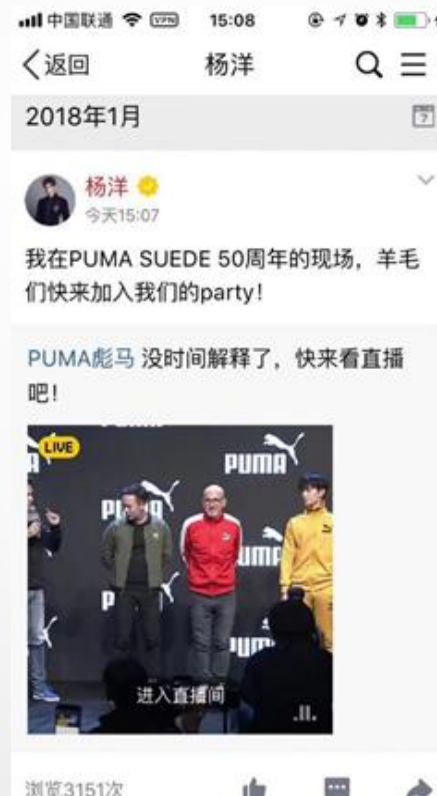 中国联通 VPN 15:08
返回 杨洋
2018年1月
7
杨洋
今天15:07
我在PUMA SUEDE 50周年的现场，羊毛
们快来加入我们的party！
PUMA彪马 没时间解释了，快来看直播
吧！
LIVE
PUMA
PUMA
进入直播间
浏览3151次